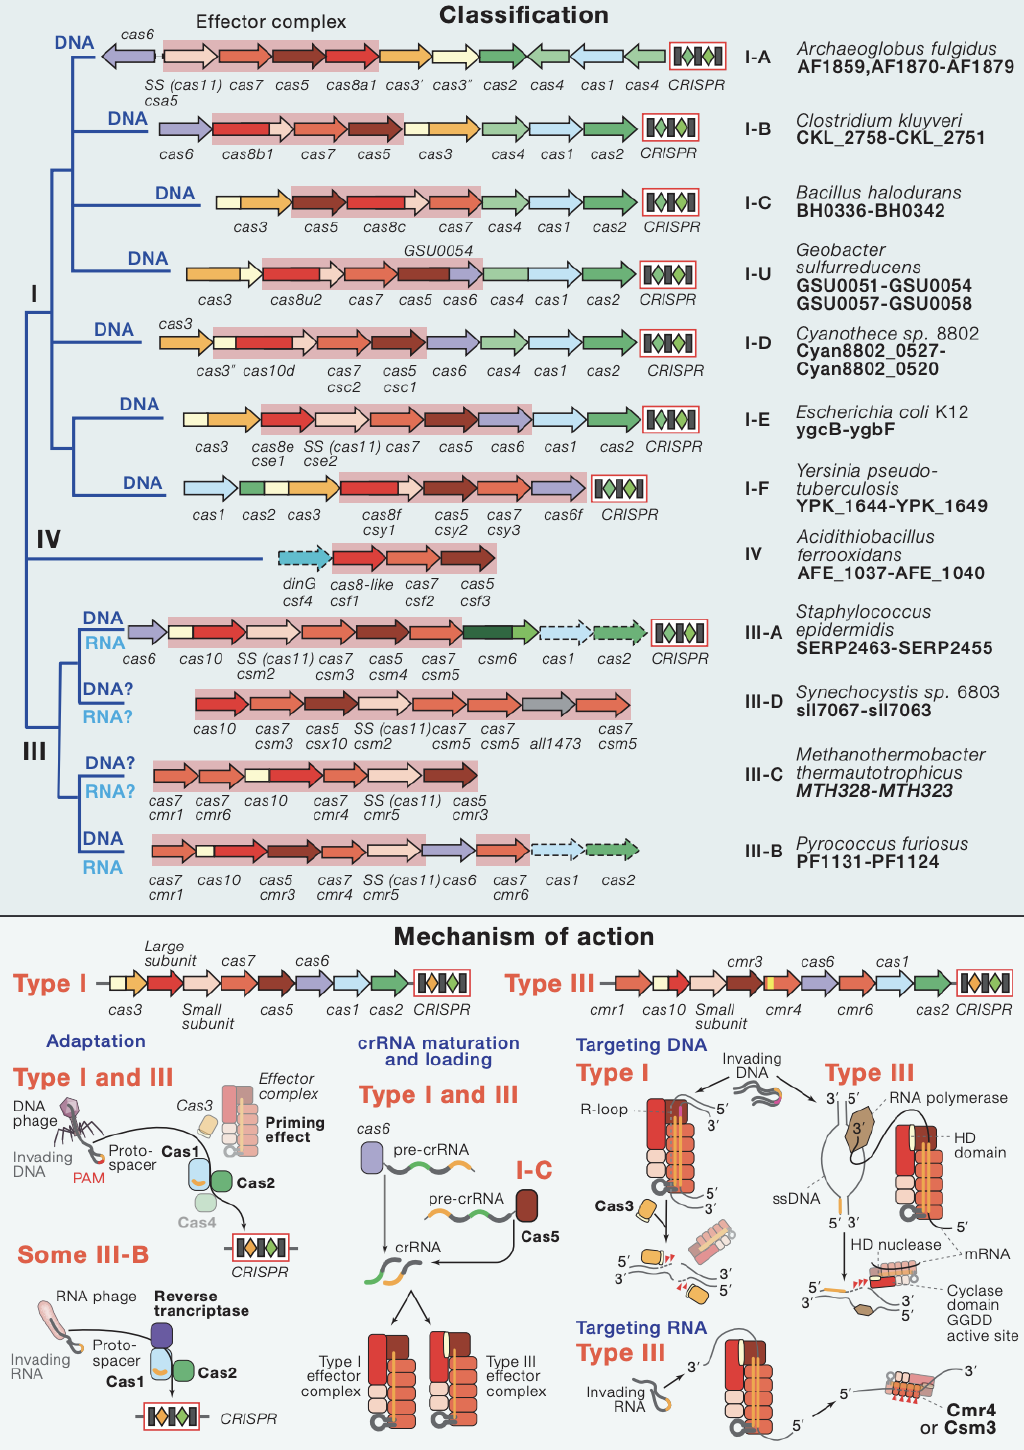 Classification
Effector complex
DNA
cas6
I-A
Archaeoglobus fulgidus
AF1859,AF1870-AF1879
SS (cas11) cas7 cas5 cas8a1 cas3' cas3" cas2 cas4 cas1 cas4 CRISPR
csa5
DNA
I-B
Clostridium kluyveri
CKL_2758-CKL_2751
cas6 cas8b1 cas7 cas5 cas3 cas4 cas1 cas2 CRISPR
DNA
I-C
Bacillus halodurans
BH0336-BH0342
cas3 cas5 cas8c cas7 cas4 cas1 cas2 CRISPR
GSU0054
DNA
I-U
Geobacter
sulfurreducens
GSU0051-GSU0054
GSU0057-GSU0058
cas3 cas8u2 cas7 cas5 cas6 cas4 cas1 cas2 CRISPR
I
cas3
DNA
I-D
Cyanothece sp. 8802
Cyan8802_0527-
Cyan8802_0520
cas3" cas10d cas7 cas5 cas6 cas4 cas1 cas2 CRISPR
csc2 csc1
DNA
I-E
Escherichia coli K12
ygcB-ygbF
cas3 cas8e SS (cas11) cas7 cas5 cas6 cas1 cas2 CRISPR
cse1 cse2
DNA
I-F
Yersinia pseudo-
tuberculosis
YPK_1644-YPK_1649
cas1 cas2 cas3 cas8f cas5 cas7 cas6f CRISPR
csy1 csy2 csy3
IV
IV
Acidithiobacillus
ferrooxidans
AFE_1037-AFE_1040
dinG cas8-like cas7 cas5
csf4 csf1 csf2 csf3
DNA
RNA
III-A
Staphylococcus
epidermidis
SERP2463-SERP2455
cas6 cas10 SS (cas11) cas7 cas5 cas7 csm6 cas1 cas2 CRISPR
csm2 csm3 csm4 csm5
DNA?
RNA?
III-D
Synechocystis sp. 6803
sll7067-sll7063
cas10 cas7 cas5 SS (cas11) cas7 cas7 all1473 cas7
csm3 csx10 csm2 csm5 csm5 csm5
III
DNA?
RNA?
III-C
Methanothermobacter
thermautotrophicus
MTH328-MTH323
cas7 cas7 cas10 cas7 SS (cas11) cas5
cmr1 cmr6 cmr4 cmr5 cmr3
DNA
RNA
III-B
Pyrococcus furiosus
PF1131-PF1124
cas7 cas10 cas5 cas7 SS (cas11) cas6 cas7 cas1 cas2
cmr1 cmr3 cmr4 cmr5 cmr6
Mechanism of action
Large
subunit cas7 cas6
Type I
cas3 Small cas5 cas1 cas2 CRISPR
subunit
cmr3 cas6 cas1
Type III
cmr1 cas10 Small cmr4 cmr6 cas2 CRISPR
subunit
Adaptation
Type I and III
DNA
phage
Invading
DNA
PAM
Proto-
spacer
Cas3
Effector
complex
Priming
effect
Cas1
Cas2
Cas4
CRISPR
Some III-B
RNA phage
Invading
RNA
Proto-
spacer
Reverse
trancriptase
Cas1
Cas2
CRISPR
crRNA maturation
and loading
Type I and III
cas6
pre-crRNA
I-C
pre-crRNA
Cas5
crRNA
Type I
effector
complex
Type III
effector
complex
Targeting DNA
Type I
Invading
DNA
R-loop
5′
3′
5′
3′
Cas3
5′
3′
5′
3′
Type III
3′ 5′
RNA polymerase
3′
HD
domain
ssDNA
5′ 3′
5′
mRNA
HD nuclease
5′
3′
5′
3′
Cyclase
domain
GGDD
active site
Targeting RNA
Type III
Invading
RNA
3′
5′
5′
3′
Cmr4
or Csm3